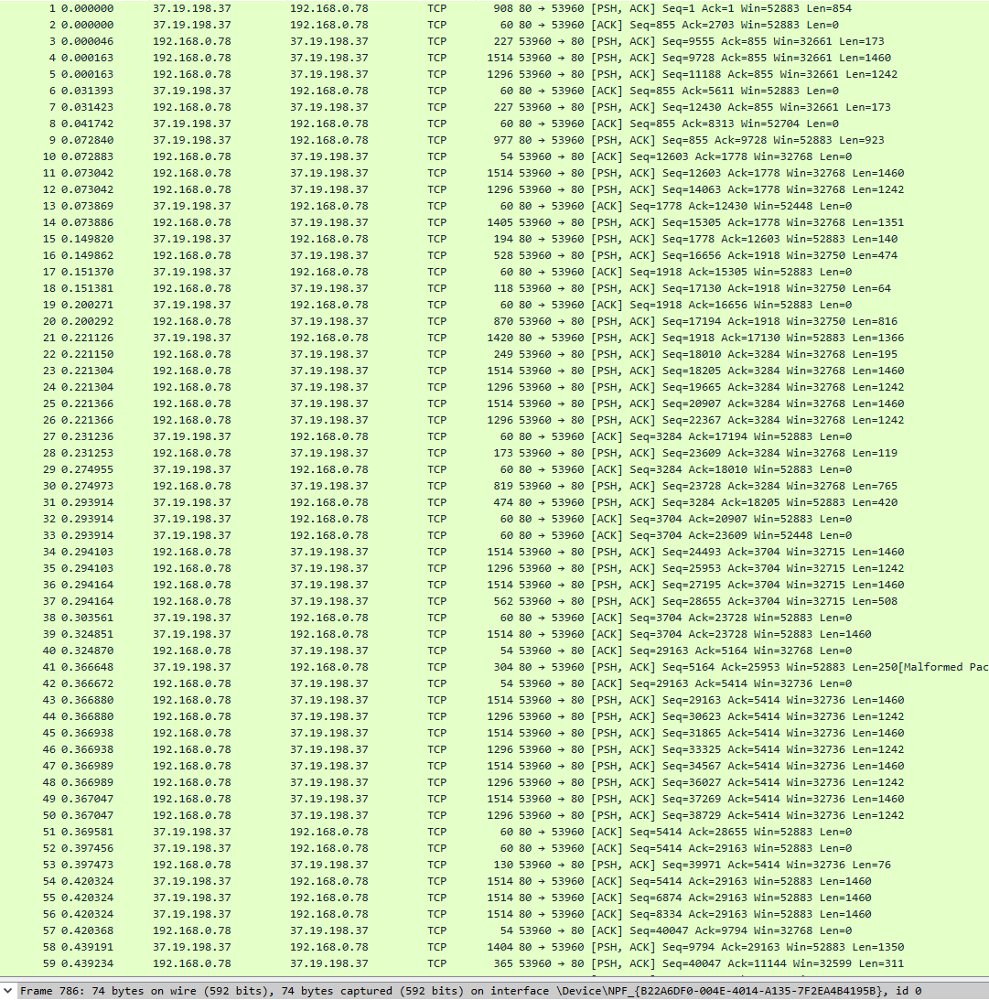 1 0.000000 37.19.198.37 192.168.0.78 TCP 908 80 → 53960 [PSH, ACK] Seq=1 Ack=1 Win=52883 Len=854
2 0.000000 37.19.198.37 192.168.0.78 TCP 60 80 → 53960 [ACK] Seq=855 Ack=2703 Win=52883 Len=0
3 0.000046 192.168.0.78 37.19.198.37 TCP 227 53960 → 80 [PSH, ACK] Seq=9555 Ack=855 Win=32661 Len=173
4 0.000163 192.168.0.78 37.19.198.37 TCP 1514 53960 → 80 [PSH, ACK] Seq=9728 Ack=855 Win=32661 Len=1460
5 0.000163 192.168.0.78 37.19.198.37 TCP 1296 53960 → 80 [PSH, ACK] Seq=11188 Ack=855 Win=32661 Len=1242
6 0.031393 37.19.198.37 192.168.0.78 TCP 60 80 → 53960 [ACK] Seq=855 Ack=5611 Win=52883 Len=0
7 0.031423 192.168.0.78 37.19.198.37 TCP 227 53960 → 80 [PSH, ACK] Seq=12430 Ack=855 Win=32661 Len=173
8 0.041742 37.19.198.37 192.168.0.78 TCP 60 80 → 53960 [ACK] Seq=855 Ack=8313 Win=52704 Len=0
9 0.072840 37.19.198.37 192.168.0.78 TCP 977 80 → 53960 [PSH, ACK] Seq=855 Ack=9728 Win=52883 Len=923
10 0.072883 192.168.0.78 37.19.198.37 TCP 54 53960 → 80 [ACK] Seq=12603 Ack=1778 Win=32768 Len=0
11 0.073042 192.168.0.78 37.19.198.37 TCP 1514 53960 → 80 [PSH, ACK] Seq=12603 Ack=1778 Win=32768 Len=1460
12 0.073042 192.168.0.78 37.19.198.37 TCP 1296 53960 → 80 [PSH, ACK] Seq=14063 Ack=1778 Win=32768 Len=1242
13 0.073869 37.19.198.37 192.168.0.78 TCP 60 80 → 53960 [ACK] Seq=1778 Ack=12430 Win=52448 Len=0
14 0.073886 192.168.0.78 37.19.198.37 TCP 1405 53960 → 80 [PSH, ACK] Seq=15305 Ack=1778 Win=32768 Len=1351
15 0.149820 37.19.198.37 192.168.0.78 TCP 194 80 → 53960 [PSH, ACK] Seq=1778 Ack=12603 Win=52883 Len=140
16 0.149862 192.168.0.78 37.19.198.37 TCP 528 53960 → 80 [PSH, ACK] Seq=16656 Ack=1918 Win=32750 Len=474
17 0.151370 37.19.198.37 192.168.0.78 TCP 60 80 → 53960 [ACK] Seq=1918 Ack=15305 Win=52883 Len=0
18 0.151381 192.168.0.78 37.19.198.37 TCP 118 53960 → 80 [PSH, ACK] Seq=17130 Ack=1918 Win=32750 Len=64
19 0.200271 37.19.198.37 192.168.0.78 TCP 60 80 → 53960 [ACK] Seq=1918 Ack=16656 Win=52883 Len=0
20 0.200292 192.168.0.78 37.19.198.37 TCP 870 53960 → 80 [PSH, ACK] Seq=17194 Ack=1918 Win=32750 Len=816
21 0.221126 37.19.198.37 192.168.0.78 TCP 1420 80 → 53960 [PSH, ACK] Seq=1918 Ack=17130 Win=52883 Len=1366
22 0.221150 192.168.0.78 37.19.198.37 TCP 249 53960 → 80 [PSH, ACK] Seq=18010 Ack=3284 Win=32768 Len=195
23 0.221304 192.168.0.78 37.19.198.37 TCP 1514 53960 → 80 [PSH, ACK] Seq=18205 Ack=3284 Win=32768 Len=1460
24 0.221304 192.168.0.78 37.19.198.37 TCP 1296 53960 → 80 [PSH, ACK] Seq=19665 Ack=3284 Win=32768 Len=1242
25 0.221366 192.168.0.78 37.19.198.37 TCP 1514 53960 → 80 [PSH, ACK] Seq=20907 Ack=3284 Win=32768 Len=1460
26 0.221366 192.168.0.78 37.19.198.37 TCP 1296 53960 → 80 [PSH, ACK] Seq=22367 Ack=3284 Win=32768 Len=1242
27 0.231236 37.19.198.37 192.168.0.78 TCP 60 80 → 53960 [ACK] Seq=3284 Ack=17194 Win=52883 Len=0
28 0.231253 192.168.0.78 37.19.198.37 TCP 173 53960 → 80 [PSH, ACK] Seq=23609 Ack=3284 Win=32768 Len=119
29 0.274955 37.19.198.37 192.168.0.78 TCP 60 80 → 53960 [ACK] Seq=3284 Ack=18010 Win=52883 Len=0
30 0.274973 192.168.0.78 37.19.198.37 TCP 819 53960 → 80 [PSH, ACK] Seq=23728 Ack=3284 Win=32768 Len=765
31 0.293914 37.19.198.37 192.168.0.78 TCP 474 80 → 53960 [PSH, ACK] Seq=3284 Ack=18205 Win=52883 Len=420
32 0.293914 37.19.198.37 192.168.0.78 TCP 60 80 → 53960 [ACK] Seq=3704 Ack=20907 Win=52883 Len=0
33 0.293914 37.19.198.37 192.168.0.78 TCP 60 80 → 53960 [ACK] Seq=3704 Ack=23609 Win=52448 Len=0
34 0.294103 192.168.0.78 37.19.198.37 TCP 1514 53960 → 80 [PSH, ACK] Seq=24493 Ack=3704 Win=32715 Len=1460
35 0.294103 192.168.0.78 37.19.198.37 TCP 1296 53960 → 80 [PSH, ACK] Seq=25953 Ack=3704 Win=32715 Len=1242
36 0.294164 192.168.0.78 37.19.198.37 TCP 1514 53960 → 80 [PSH, ACK] Seq=27195 Ack=3704 Win=32715 Len=1460
37 0.294164 192.168.0.78 37.19.198.37 TCP 562 53960 → 80 [PSH, ACK] Seq=28655 Ack=3704 Win=32715 Len=508
38 0.303561 37.19.198.37 192.168.0.78 TCP 60 80 → 53960 [ACK] Seq=3704 Ack=23728 Win=52883 Len=0
39 0.324851 37.19.198.37 192.168.0.78 TCP 1514 80 → 53960 [ACK] Seq=3704 Ack=23728 Win=52883 Len=1460
40 0.324870 192.168.0.78 37.19.198.37 TCP 54 53960 → 80 [ACK] Seq=29163 Ack=5164 Win=32768 Len=0
41 0.366648 37.19.198.37 192.168.0.78 TCP 304 80 → 53960 [PSH, ACK] Seq=5164 Ack=25953 Win=52883 Len=250[Malformed Pac
42 0.366672 192.168.0.78 37.19.198.37 TCP 54 53960 → 80 [ACK] Seq=29163 Ack=5414 Win=32736 Len=0
43 0.366880 192.168.0.78 37.19.198.37 TCP 1514 53960 → 80 [PSH, ACK] Seq=29163 Ack=5414 Win=32736 Len=1460
44 0.366880 192.168.0.78 37.19.198.37 TCP 1296 53960 → 80 [PSH, ACK] Seq=30623 Ack=5414 Win=32736 Len=1242
45 0.366938 192.168.0.78 37.19.198.37 TCP 1514 53960 → 80 [PSH, ACK] Seq=31865 Ack=5414 Win=32736 Len=1460
46 0.366938 192.168.0.78 37.19.198.37 TCP 1296 53960 → 80 [PSH, ACK] Seq=33325 Ack=5414 Win=32736 Len=1242
47 0.366989 192.168.0.78 37.19.198.37 TCP 1514 53960 → 80 [PSH, ACK] Seq=34567 Ack=5414 Win=32736 Len=1460
48 0.366989 192.168.0.78 37.19.198.37 TCP 1296 53960 → 80 [PSH, ACK] Seq=36027 Ack=5414 Win=32736 Len=1242
49 0.367047 192.168.0.78 37.19.198.37 TCP 1514 53960 → 80 [PSH, ACK] Seq=37269 Ack=5414 Win=32736 Len=1460
50 0.367047 192.168.0.78 37.19.198.37 TCP 1296 53960 → 80 [PSH, ACK] Seq=38729 Ack=5414 Win=32736 Len=1242
51 0.369581 37.19.198.37 192.168.0.78 TCP 60 80 → 53960 [ACK] Seq=5414 Ack=28655 Win=52883 Len=0
52 0.397456 37.19.198.37 192.168.0.78 TCP 60 80 → 53960 [ACK] Seq=5414 Ack=29163 Win=52883 Len=0
53 0.397473 192.168.0.78 37.19.198.37 TCP 130 53960 → 80 [PSH, ACK] Seq=39971 Ack=5414 Win=32736 Len=76
54 0.420324 37.19.198.37 192.168.0.78 TCP 1514 80 → 53960 [ACK] Seq=5414 Ack=29163 Win=52883 Len=1460
55 0.420324 37.19.198.37 192.168.0.78 TCP 1514 80 → 53960 [ACK] Seq=6874 Ack=29163 Win=52883 Len=1460
56 0.420324 37.19.198.37 192.168.0.78 TCP 1514 80 → 53960 [ACK] Seq=8334 Ack=29163 Win=52883 Len=1460
57 0.420368 192.168.0.78 37.19.198.37 TCP 54 53960 → 80 [ACK] Seq=40047 Ack=9794 Win=32768 Len=0
58 0.439191 37.19.198.37 192.168.0.78 TCP 1404 80 → 53960 [PSH, ACK] Seq=9794 Ack=29163 Win=52883 Len=1350
59 0.439234 192.168.0.78 37.19.198.37 TCP 365 53960 → 80 [PSH, ACK] Seq=40047 Ack=11144 Win=32599 Len=311
Frame 786: 74 bytes on wire (592 bits), 74 bytes captured (592 bits) on interface \Device\NPF_{B22A6DF0-004E-4014-A135-7F2EA4B4195B}, id 0